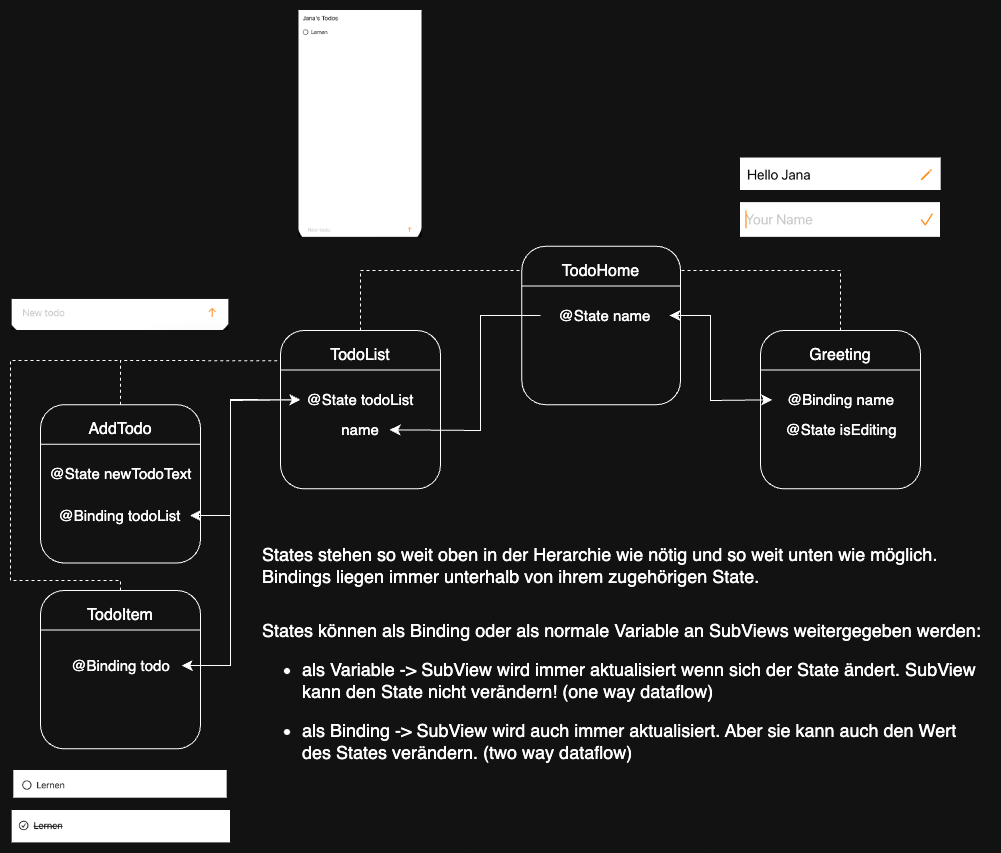 Jana's Todos
Lernen
New todo
Hello Jana
Your Name
TodoHome
@State name
New todo
TodoList
@State todoList
name
Greeting
@Binding name
@State isEditing
AddTodo
@State newTodoText
@Binding todoList
TodoItem
@Binding todo
States stehen so weit oben in der Herarchie wie nötig und so weit unten wie möglich.
Bindings liegen immer unterhalb von ihrem zugehörigen State.
States können als Binding oder als normale Variable an SubViews weitergegeben werden:
• als Variable -> SubView wird immer aktualisiert wenn sich der State ändert. SubView
kann den State nicht verändern! (one way dataflow)
• als Binding -> SubView wird auch immer aktualisiert. Aber sie kann auch den Wert
des States verändern. (two way dataflow)
Lernen
Lernen